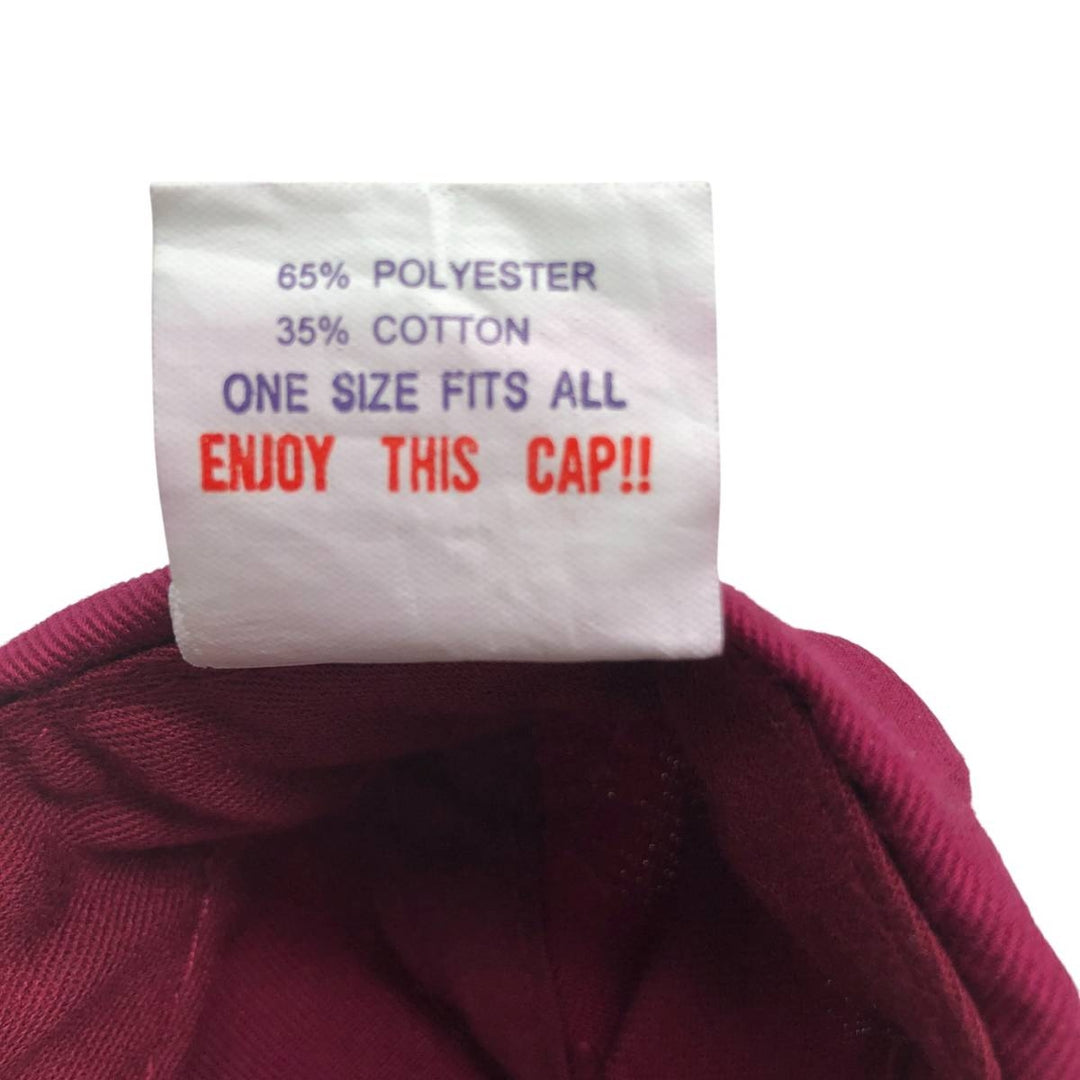 65% POLYESTER
35% COTTON
ONE SIZE FITS ALL
ENJOY THIS CAP!!